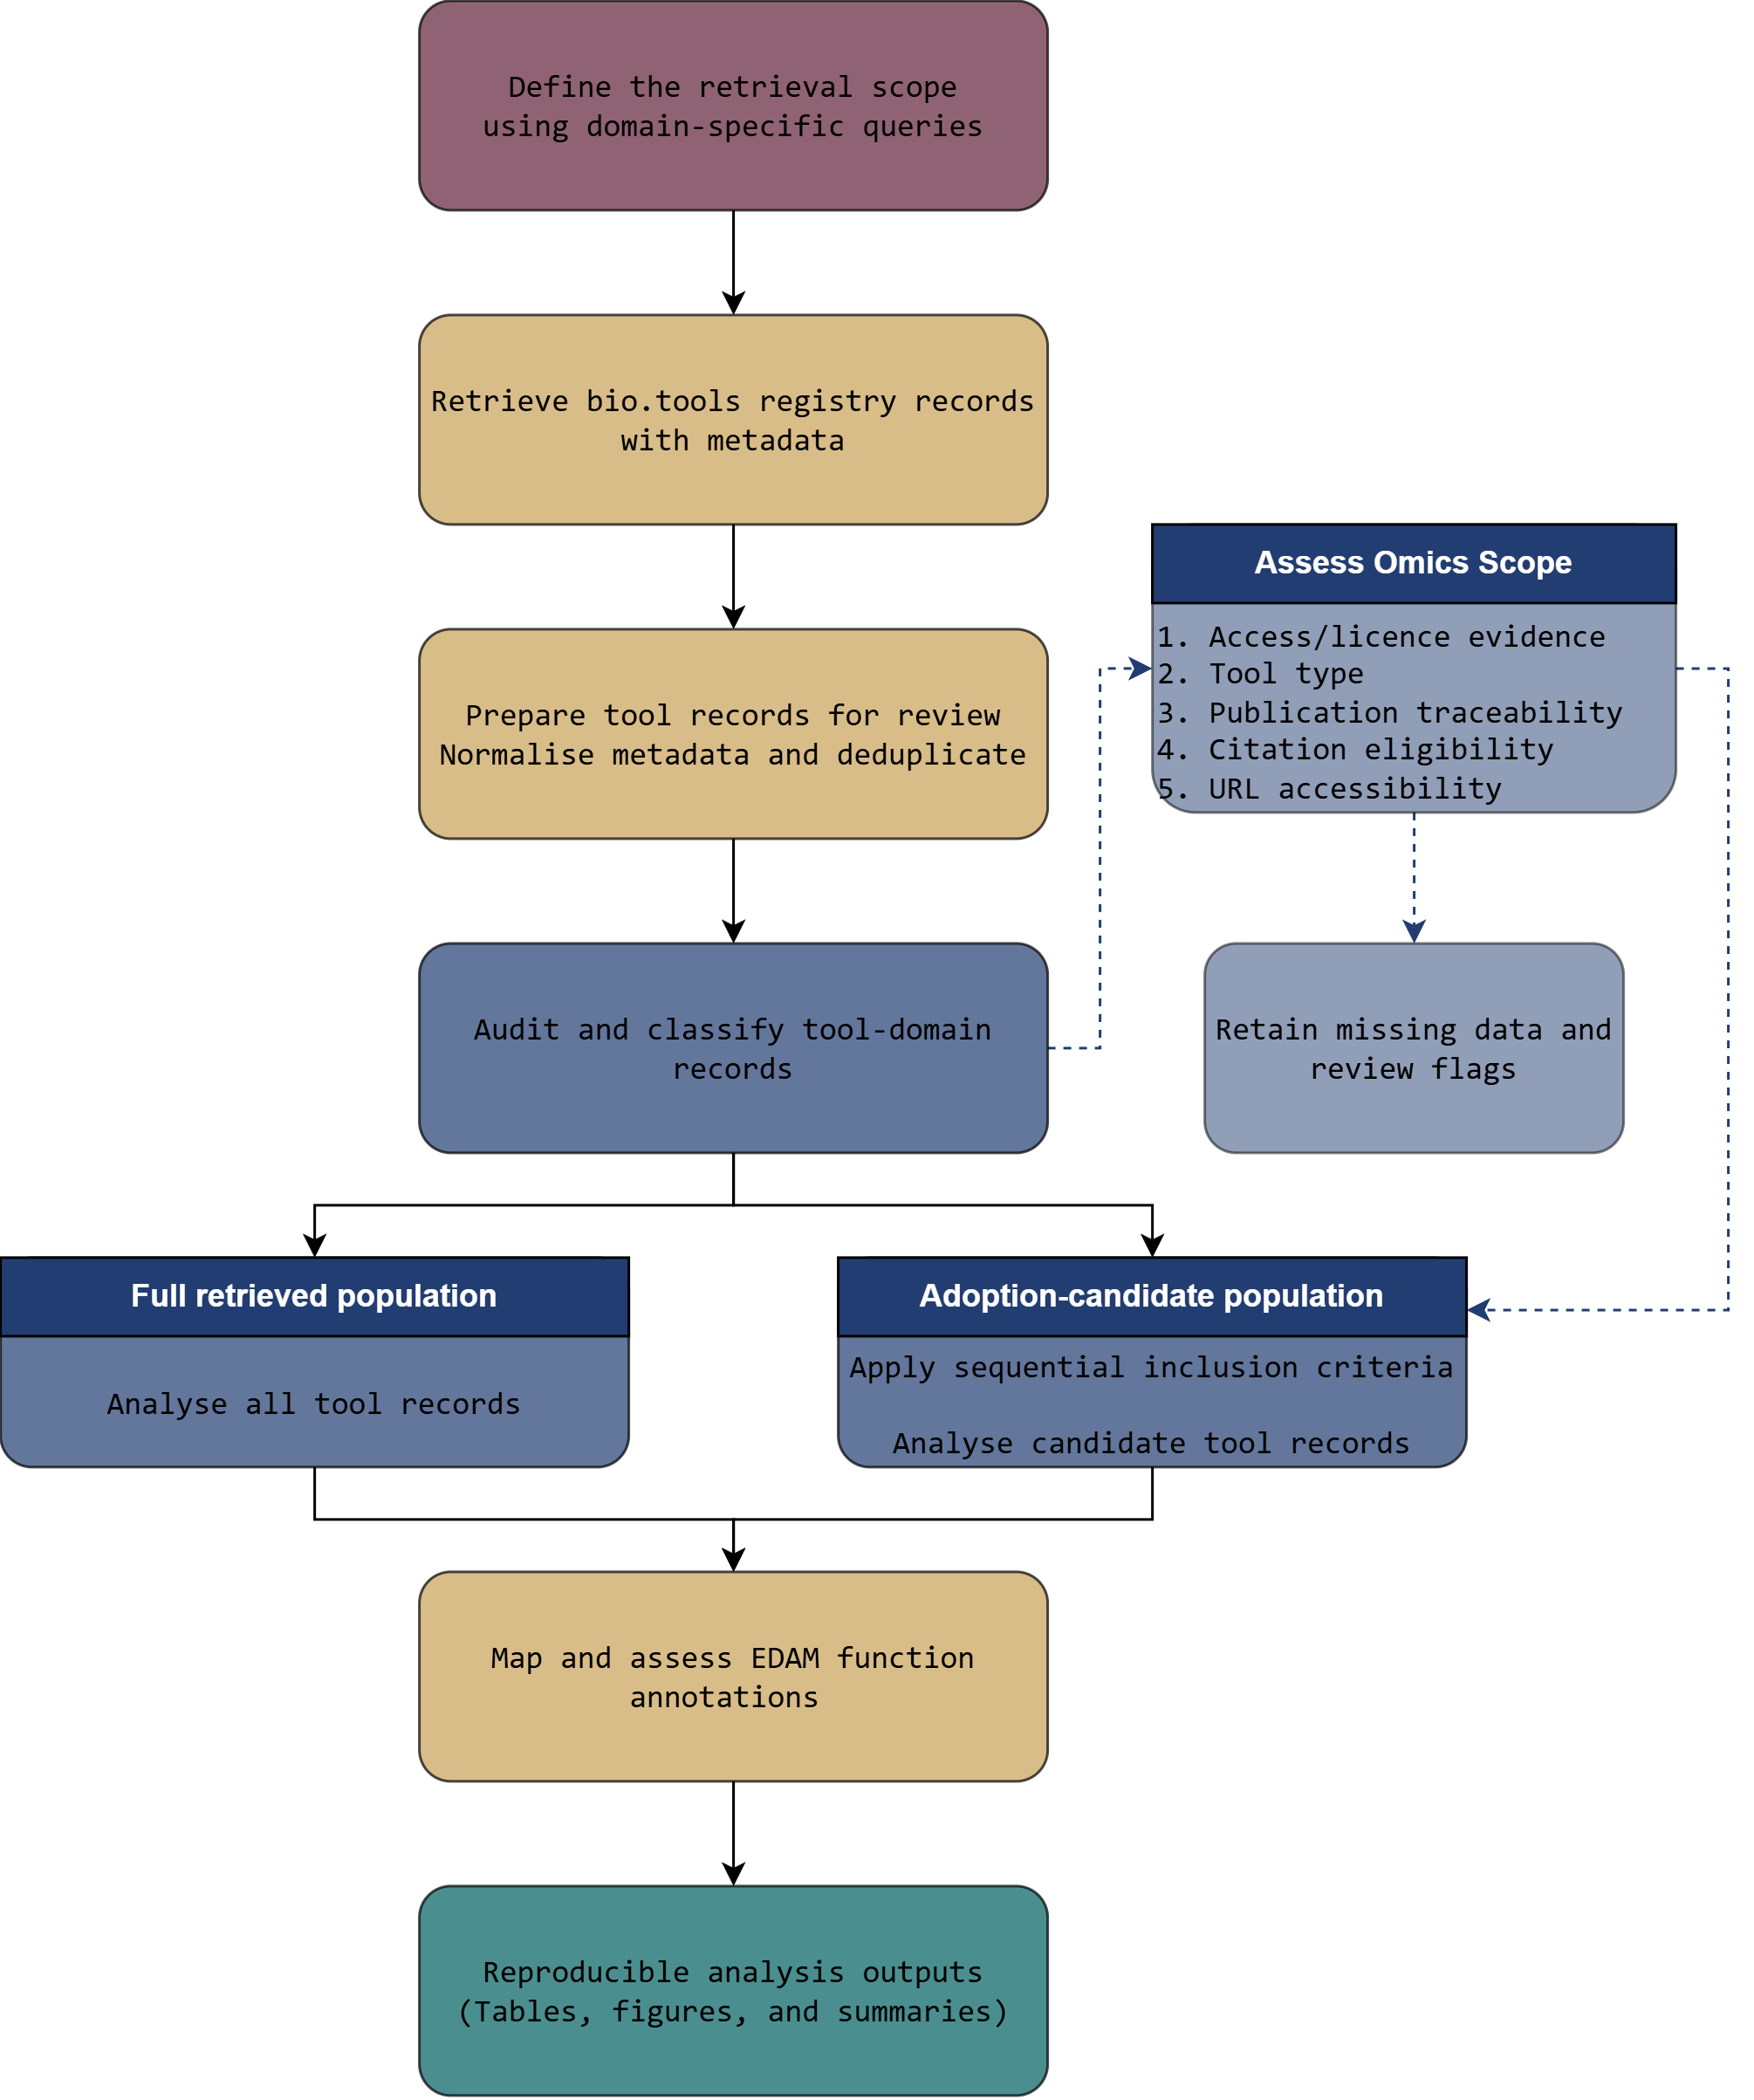 Define the retrieval scope
using domain-specific queries
Retrieve bio.tools registry records
with metadata
Assess Omics Scope
1. Access/licence evidence
2. Tool type
3. Publication traceability
4. Citation eligibility
5. URL accessibility
Prepare tool records for review
Normalise metadata and deduplicate
Audit and classify tool-domain
records
Retain missing data and
review flags
Full retrieved population
Analyse all tool records
Adoption-candidate population
Apply sequential inclusion criteria
Analyse candidate tool records
Map and assess EDAM function
annotations
Reproducible analysis outputs
(Tables, figures, and summaries)